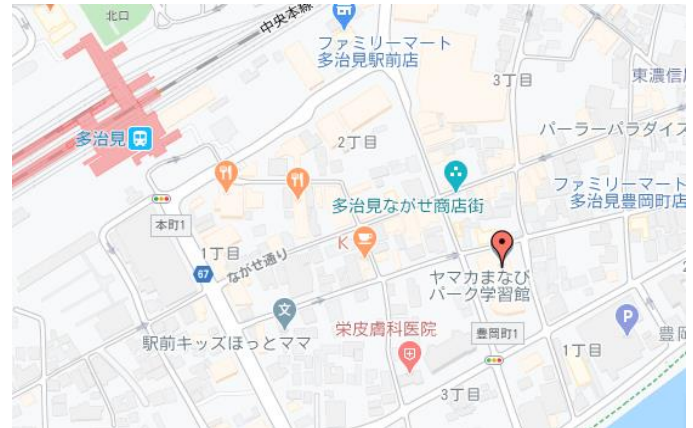 北口
中央本線
ファミリーマート
多治見駅前店
3丁目
東濃信用
多治見
2丁目
パーラーパラダイス
多治見ながせ商店街
ファミリーマート
多治見豊岡町店
本町1
1丁目
ながせ通り
K
67
ヤマカまなび
パーク学習館
駅前キッズほっとママ
文
栄皮膚科医院
豊岡町1
P
豊岡
1丁目
3丁目